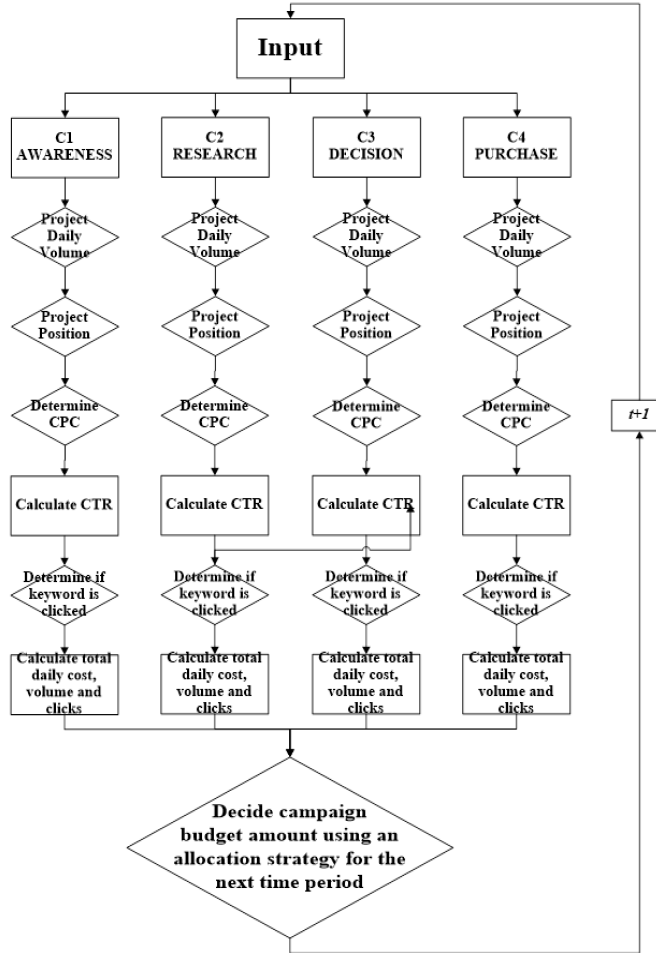 Input
C1
AWARENESS
C2
RESEARCH
C3
DECISION
C4
PURCHASE
Project
Daily
Volume
Project
Daily
Volume
Project
Daily
Volume
Project
Daily
Volume
Project
Position
Project
Position
Project
Position
Project
Position
Determine
CPC
Determine
CPC
Determine
CPC
Determine
CPC
t+1
Calculate CTR
Calculate CTR
Calculate CTR
Calculate CTR
Determine if
keyword is
clicked
Determine if
keyword is
clicked
Determine if
keyword is
clicked
Determine if
keyword is
clicked
Calculate total
daily cost,
volume and
clicks
Calculate total
daily cost,
volume and
clicks
Calculate total
daily cost,
volume and
clicks
Calculate total
daily cost,
volume and
clicks
Decide campaign
budget amount using an
allocation strategy for the
next time period